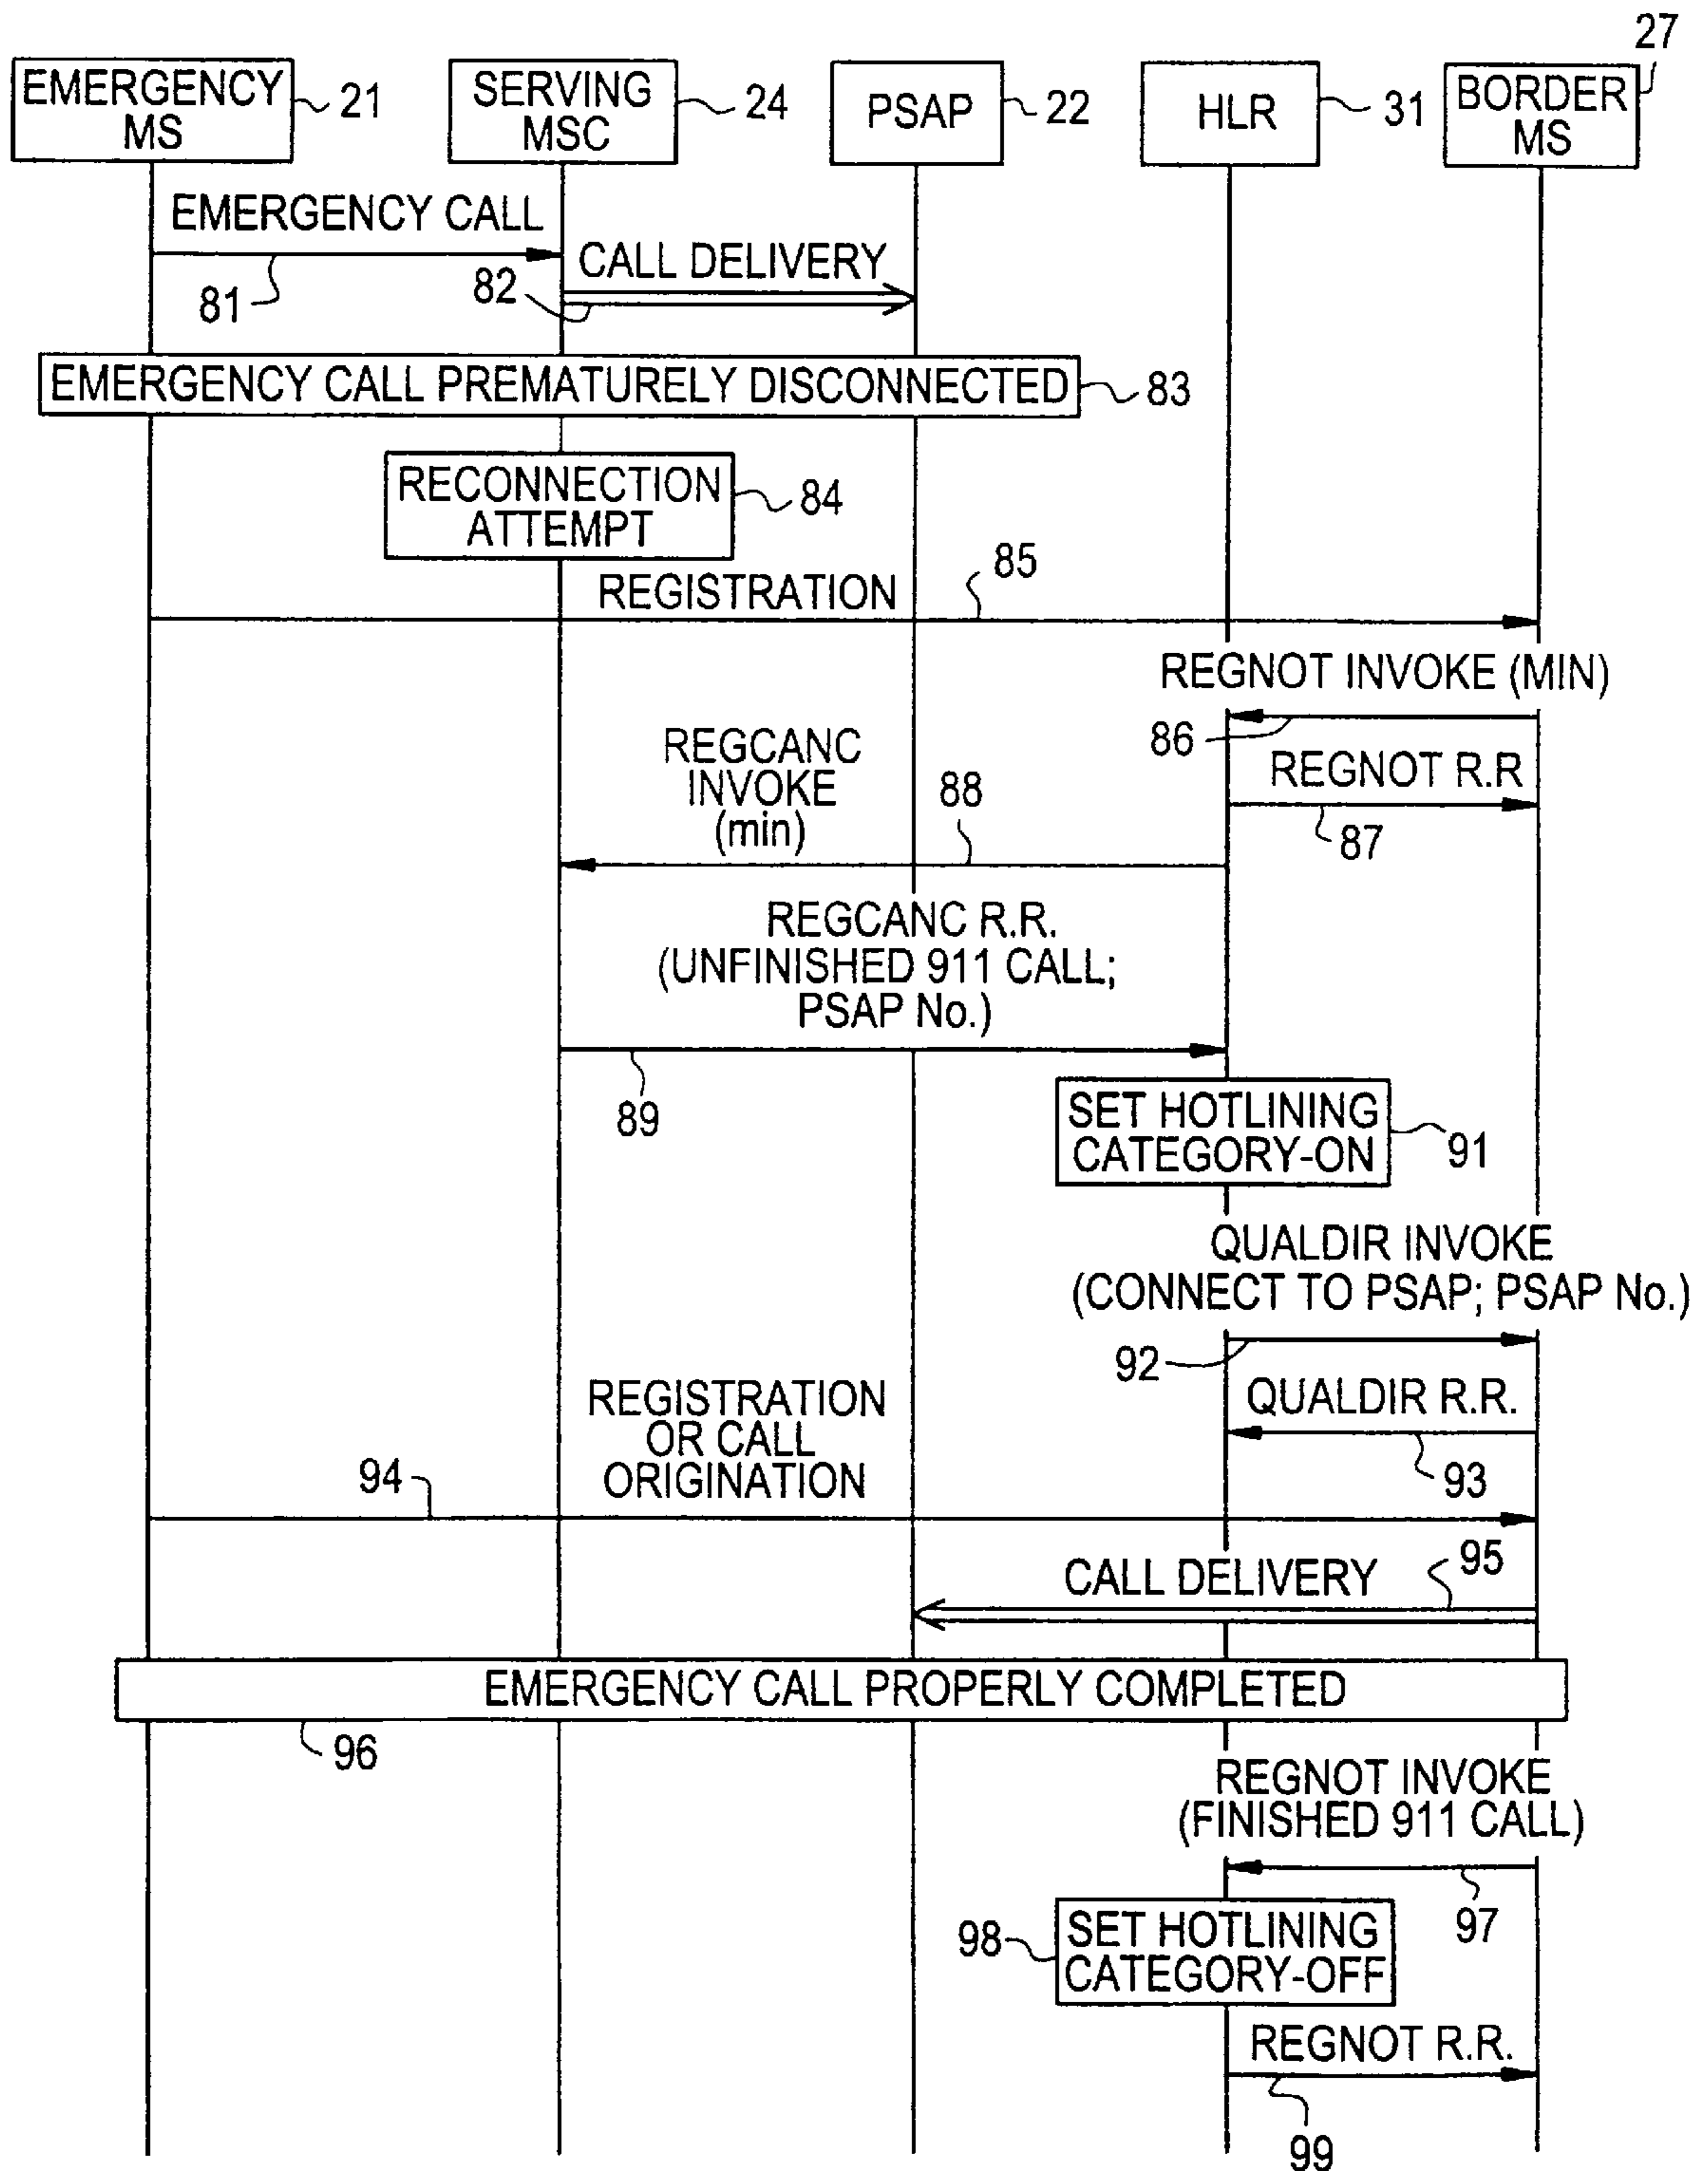 27
EMERGENCY
MS
21
SERVING
MSC
24
PSAP
22
HLR
31
BORDER
MS
EMERGENCY CALL
81
CALL DELIVERY
82
EMERGENCY CALL PREMATURELY DISCONNECTED
83
RECONNECTION
ATTEMPT
84
REGISTRATION
85
REGNOT INVOKE (MIN)
86
REGNOT R.R
87
REGCANC
INVOKE
(min)
88
REGCANC R.R.
(UNFINISHED 911 CALL;
PSAP No.)
89
SET HOTLINING
CATEGORY-ON
91
QUALDIR INVOKE
(CONNECT TO PSAP; PSAP No.)
92
QUALDIR R.R.
93
REGISTRATION
OR CALL
ORIGINATION
94
CALL DELIVERY
95
EMERGENCY CALL PROPERLY COMPLETED
96
REGNOT INVOKE
(FINISHED 911 CALL)
97
98
SET HOTLINING
CATEGORY-OFF
REGNOT R.R.
99